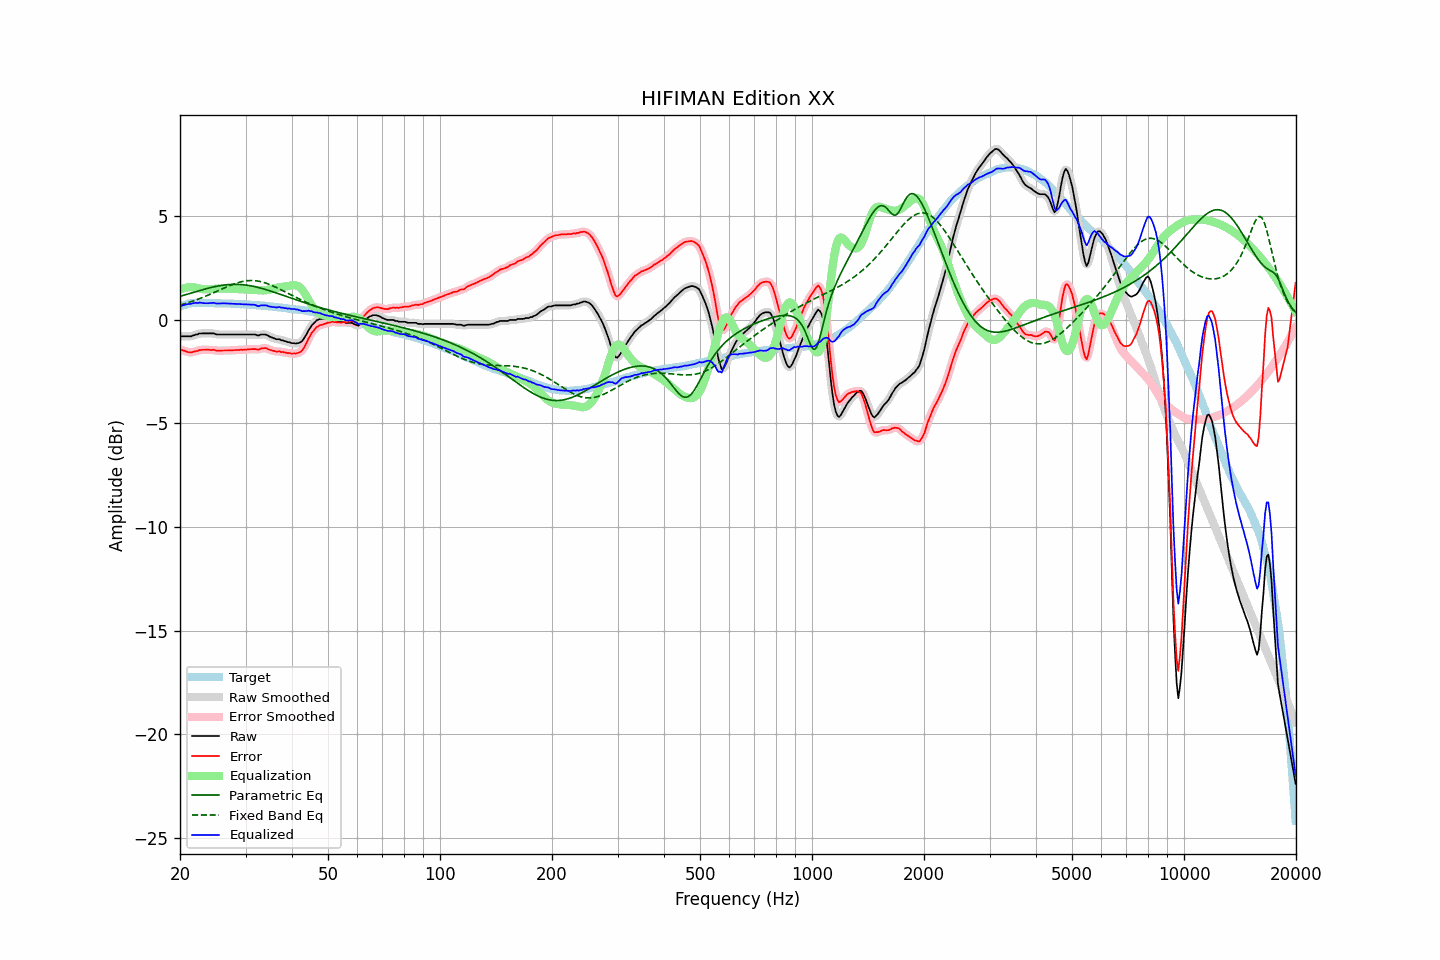 HIFIMAN Edition XX
Amplitude (dBr)
5
0
−5
−10
−15
−20
−25
Target
Raw Smoothed
Error Smoothed
Raw
Error
Equalization
Parametric Eq
Fixed Band Eq
Equalized
20 50 100 200 500 1000 2000 5000 10000 20000
Frequency (Hz)